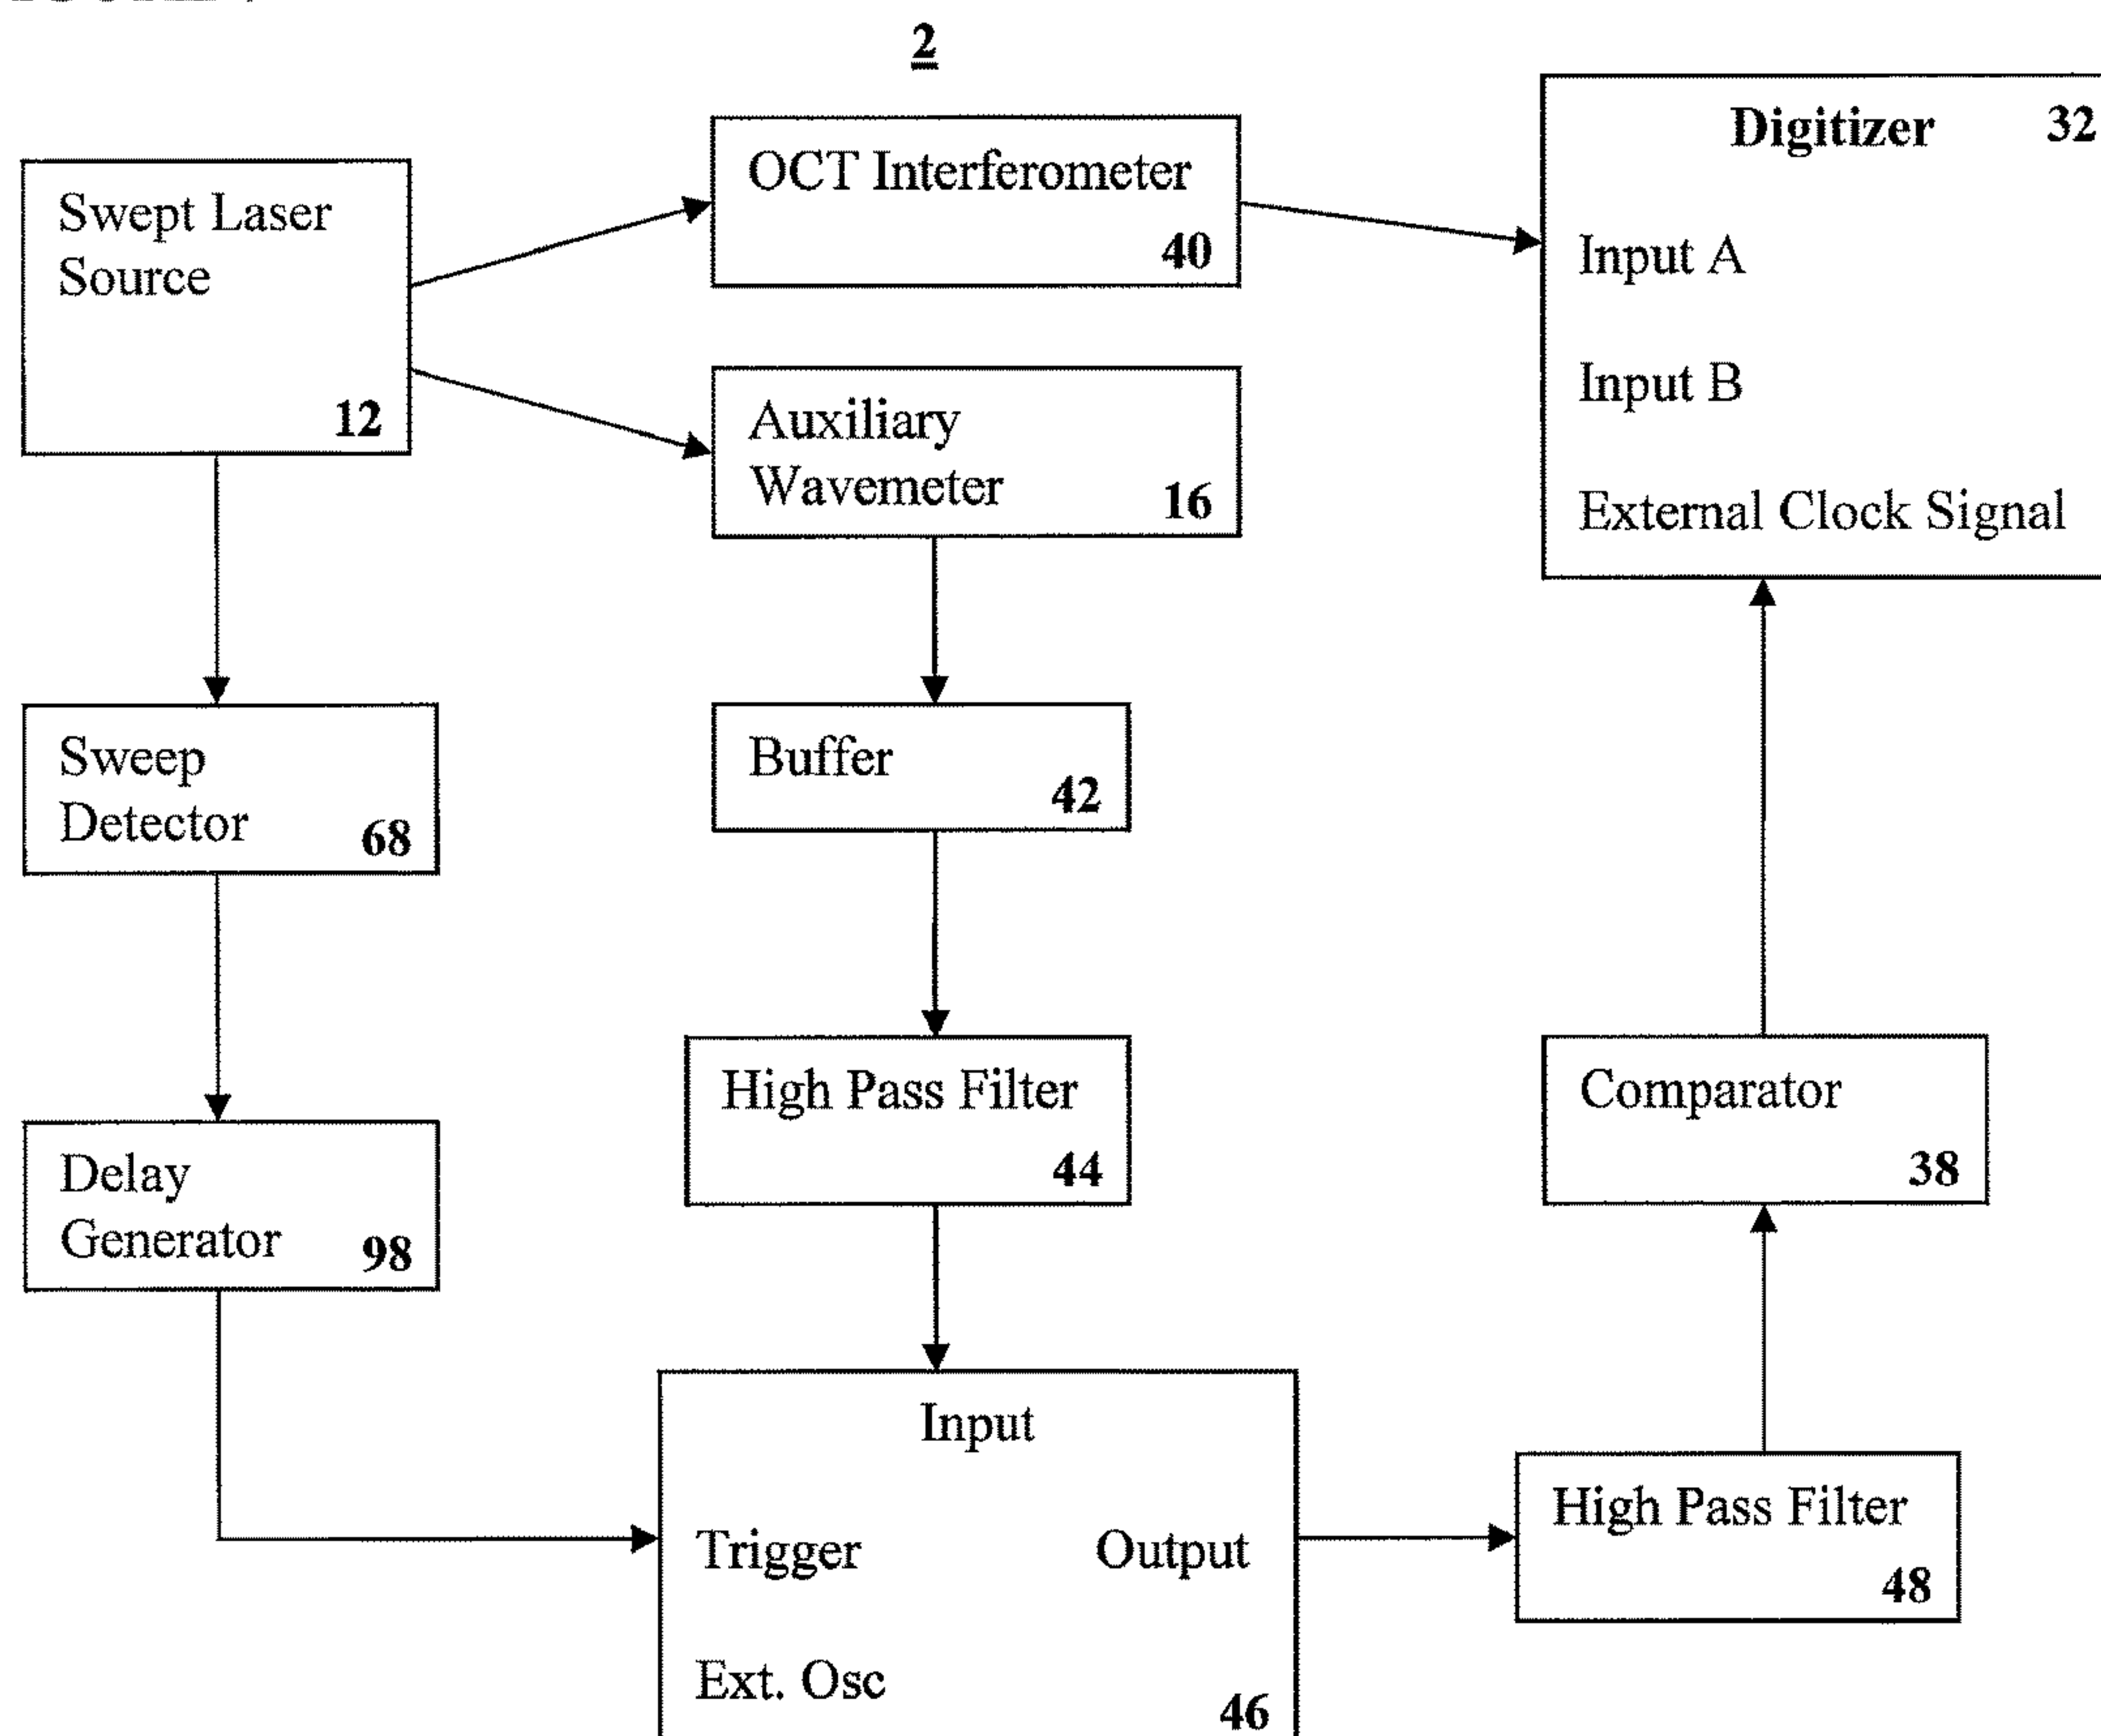 2
Swept Laser
Source
12
OCT Interferometer
40
Digitizer 32
Input A
Input B
External Clock Signal
Auxiliary
Wavemeter
16
Sweep
Detector
68
Buffer
42
Delay
Generator
98
High Pass Filter
44
Comparator
38
Input
Trigger
Output
Ext. Osc
46
High Pass Filter
48